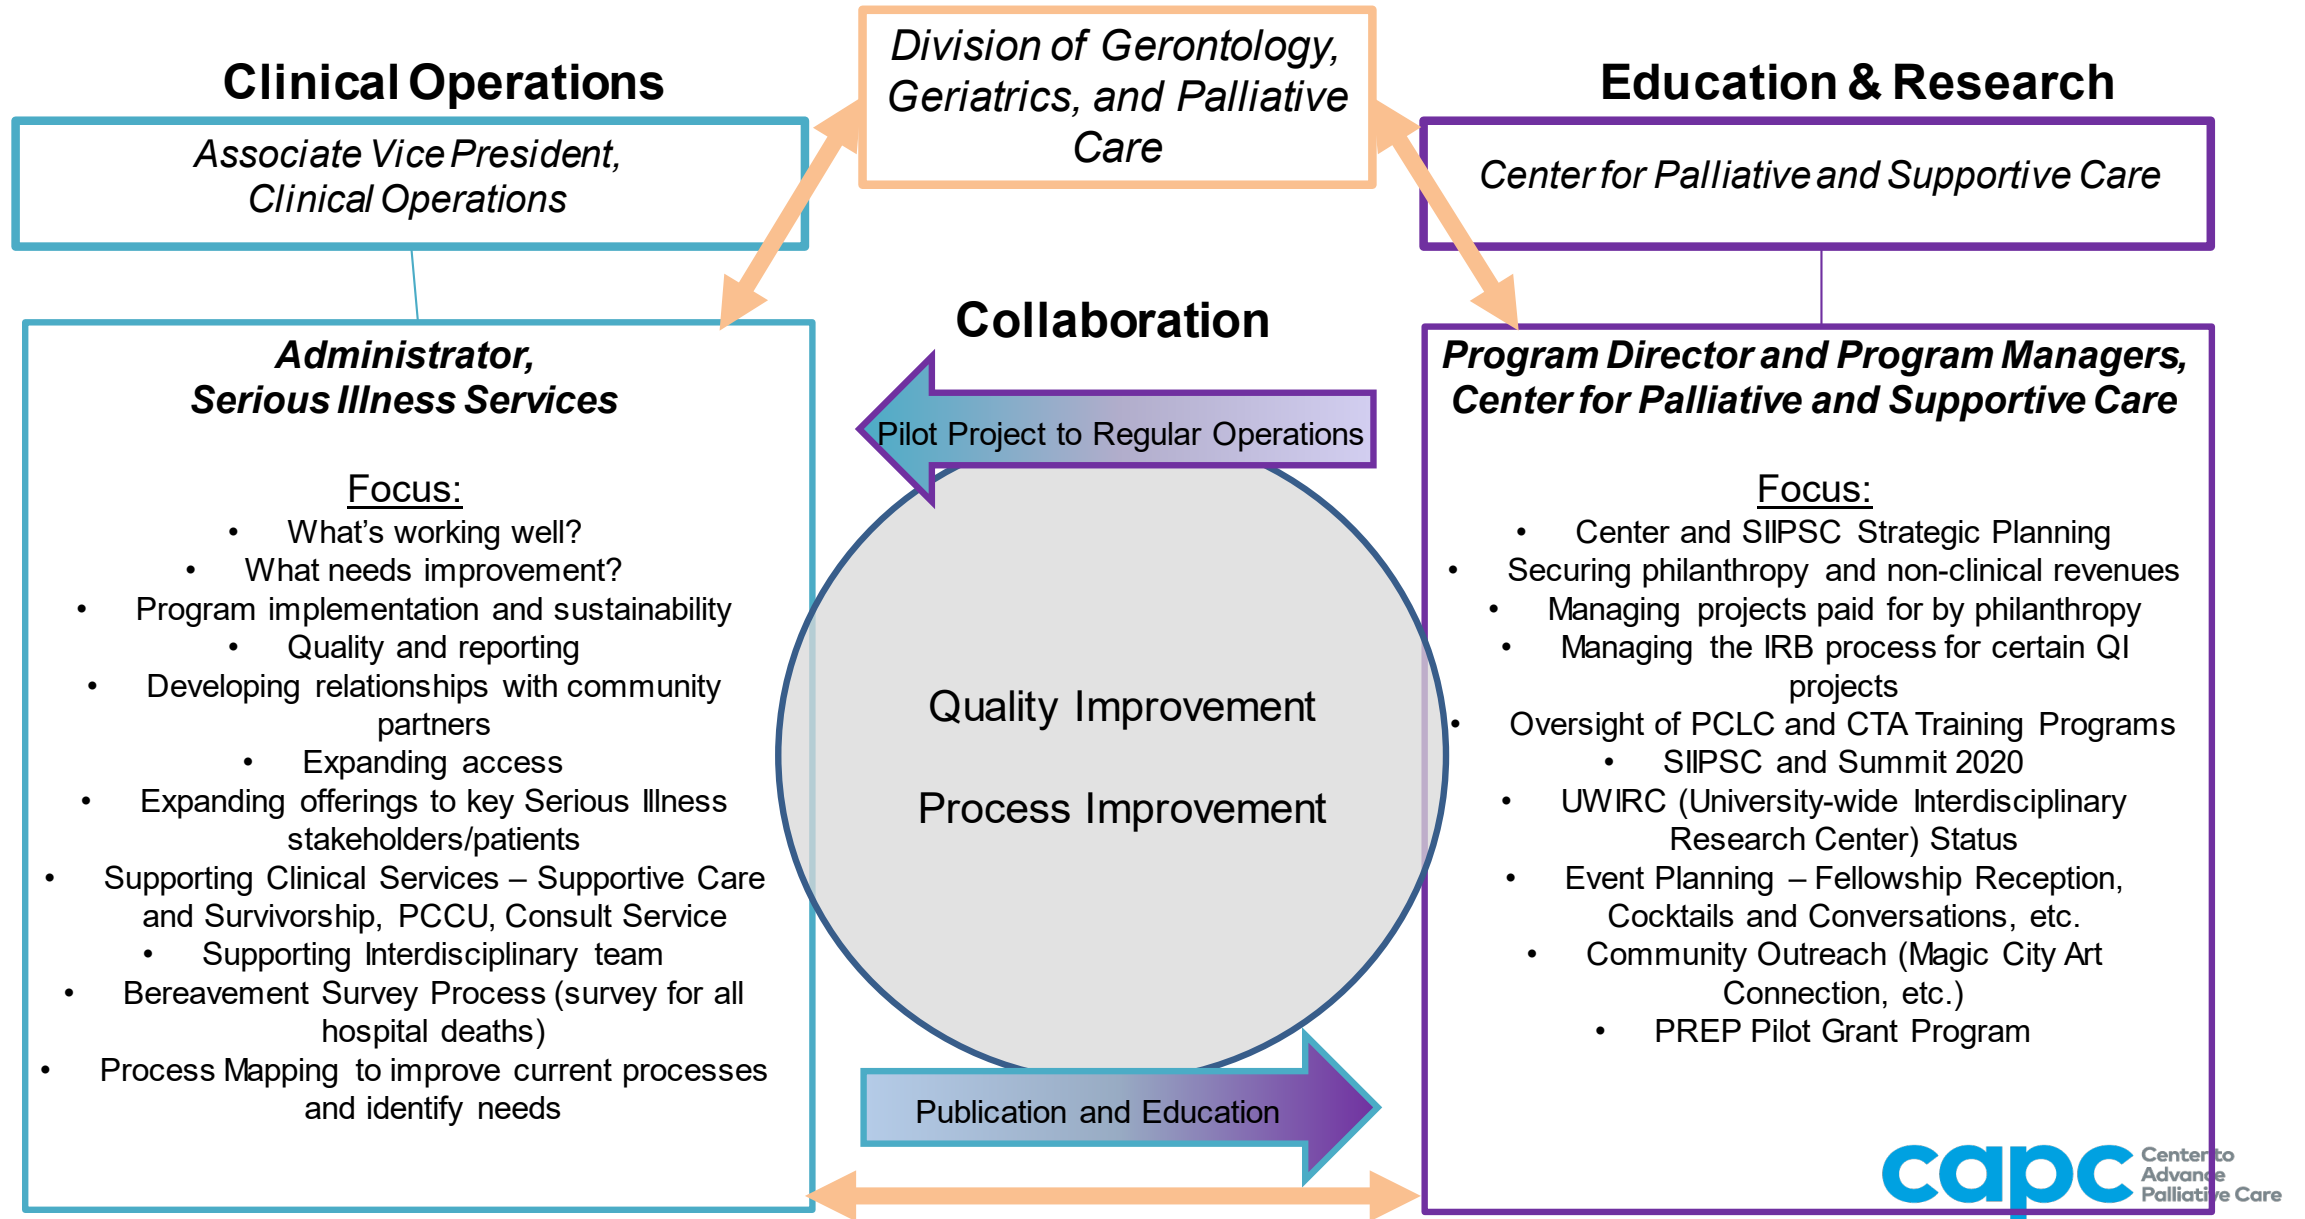 Clinical Operations
Associate Vice President,
Clinical Operations
Administrator,
Serious Illness Services
Focus:
• What's working well?
• What needs improvement?
• Program implementation and sustainability
• Quality and reporting
• Developing relationships with community
partners
• Expanding access
• Expanding offerings to key Serious Illness
stakeholders/patients
• Supporting Clinical Services – Supportive Care
and Survivorship, PCCU, Consult Service
• Supporting Interdisciplinary team
• Bereavement Survey Process (survey for all
hospital deaths)
• Process Mapping to improve current processes
and identify needs
Division of Gerontology,
Geriatrics, and Palliative
Care
Collaboration
Pilot Project to Regular Operations
Quality Improvement
Process Improvement
Publication and Education
Education & Research
Center for Palliative and Supportive Care
Program Director and Program Managers,
Center for Palliative and Supportive Care
Focus:
• Center and SIIPSC Strategic Planning
• Securing philanthropy and non-clinical revenues
• Managing projects paid for by philanthropy
• Managing the IRB process for certain QI
projects
• Oversight of PCLC and CTA Training Programs
• SIIPSC and Summit 2020
• UWIRC (University-wide Interdisciplinary
Research Center) Status
• Event Planning – Fellowship Reception,
Cocktails and Conversations, etc.
• Community Outreach (Magic City Art
Connection, etc.)
• PREP Pilot Grant Program
capc
Center to
Advance
Palliative Care